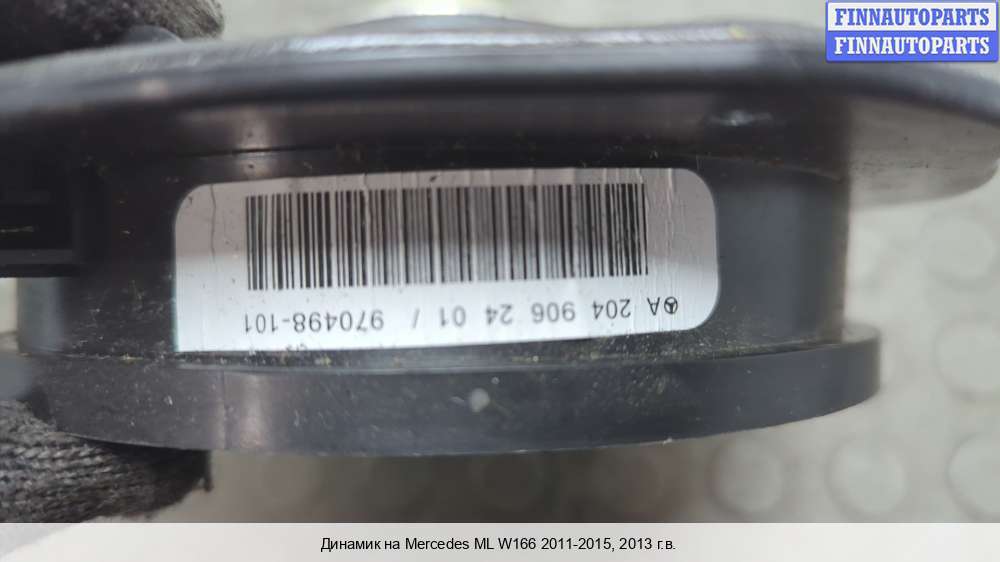 FINNAUTOPARTS
FINNAUTOPARTS
A 204 906 24 01 / 970498-101
Динамик на Mercedes ML W166 2011-2015, 2013 г.в.